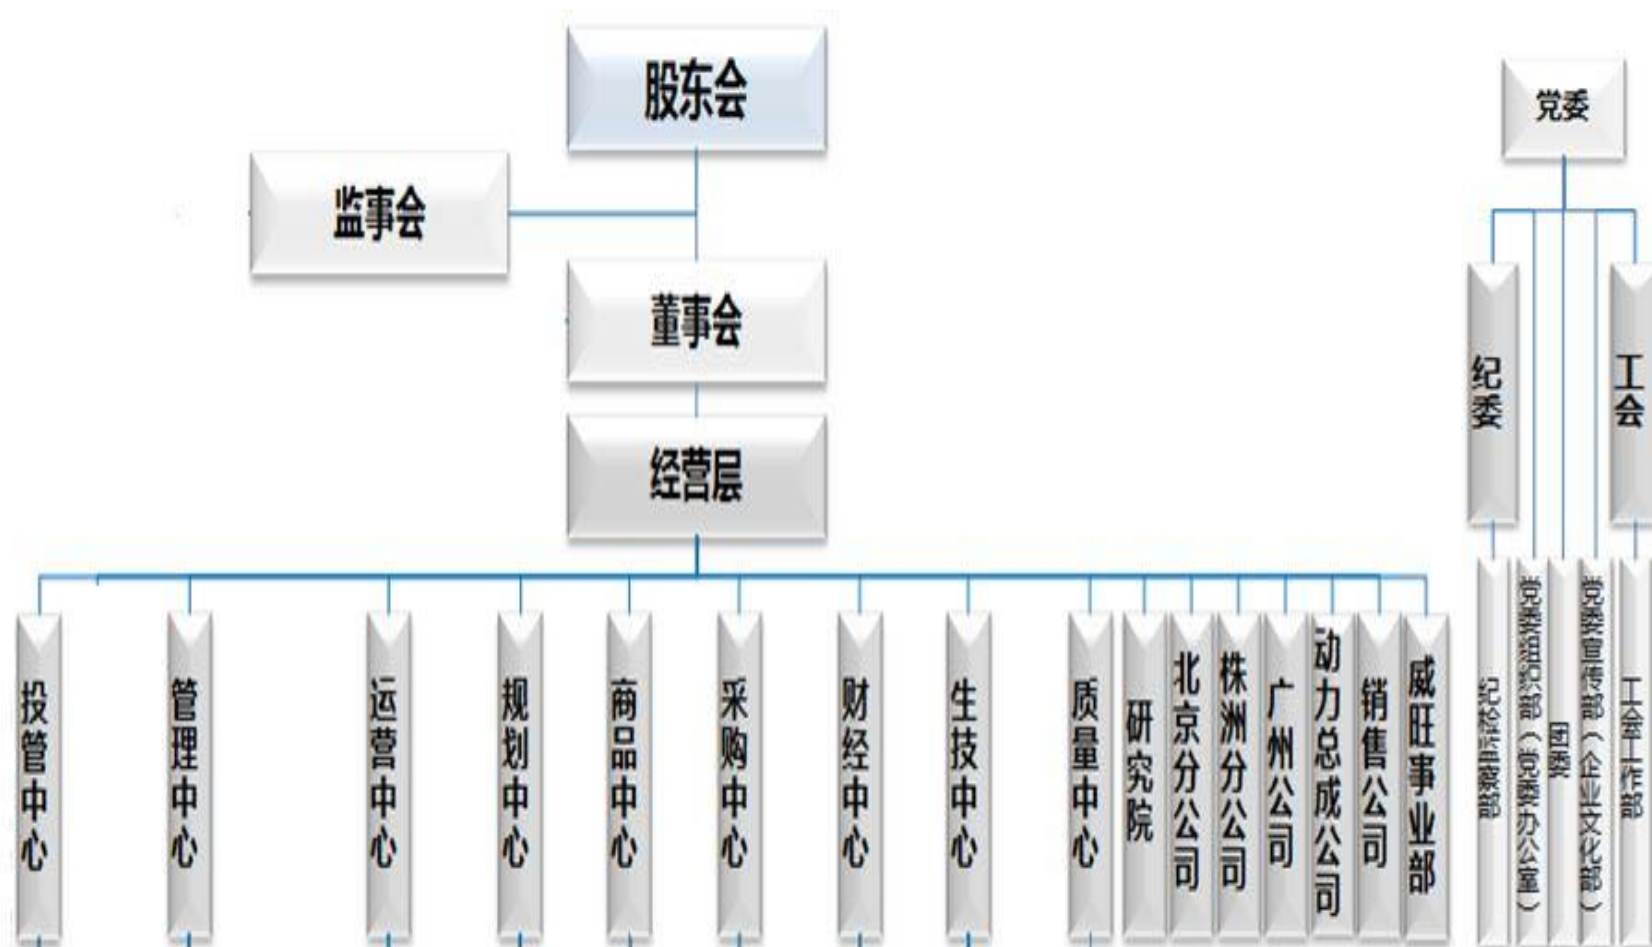 股东会
党委
监事会
董事会
经营层
纪委
工会
投管中心
管理中心
运营中心
规划中心
商品中心
采购中心
财经中心
生技中心
质量中心
研究院
北京分公司
株洲分公司
广州公司
动力总成公司
销售公司
威旺事业部
纪检监察部
党委组织部（党委办公室）
团委
党委宣传部（企业文化部）
工会工作部